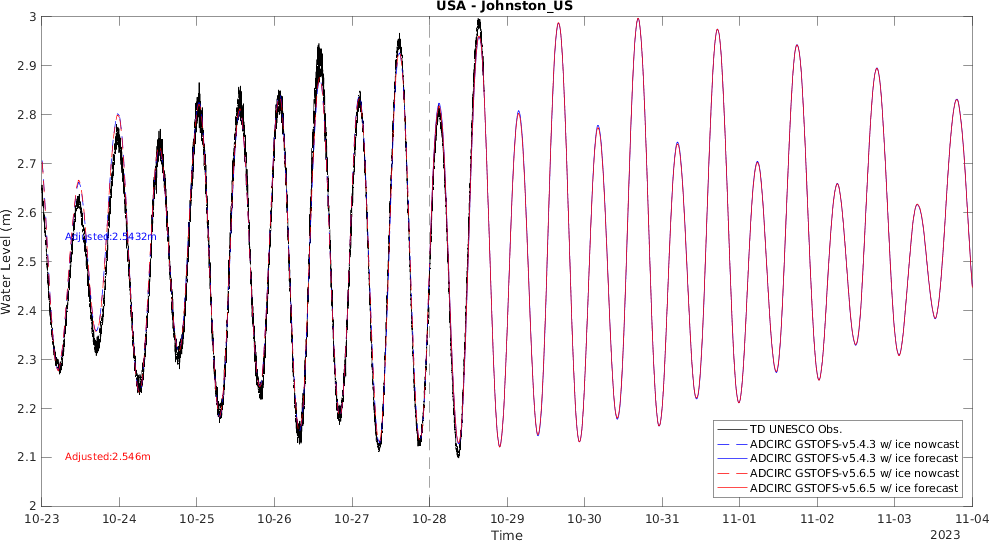 USA - Johnston_US
3
2.9
2.8
2.7
2.6
2.5
2.4
2.3
2.2
2.1
2
Water Level (m)
Adjusted:2.5432m
Adjusted:2.546m
TD UNESCO Obs.
ADCIRC GSTOFS-v5.4.3 w/ ice nowcast
ADCIRC GSTOFS-v5.4.3 w/ ice forecast
ADCIRC GSTOFS-v5.6.5 w/ ice nowcast
ADCIRC GSTOFS-v5.6.5 w/ ice forecast
10-23 10-24 10-25 10-26 10-27 10-28 10-29 10-30 10-31 11-01 11-02 11-03 11-04
Time
2023